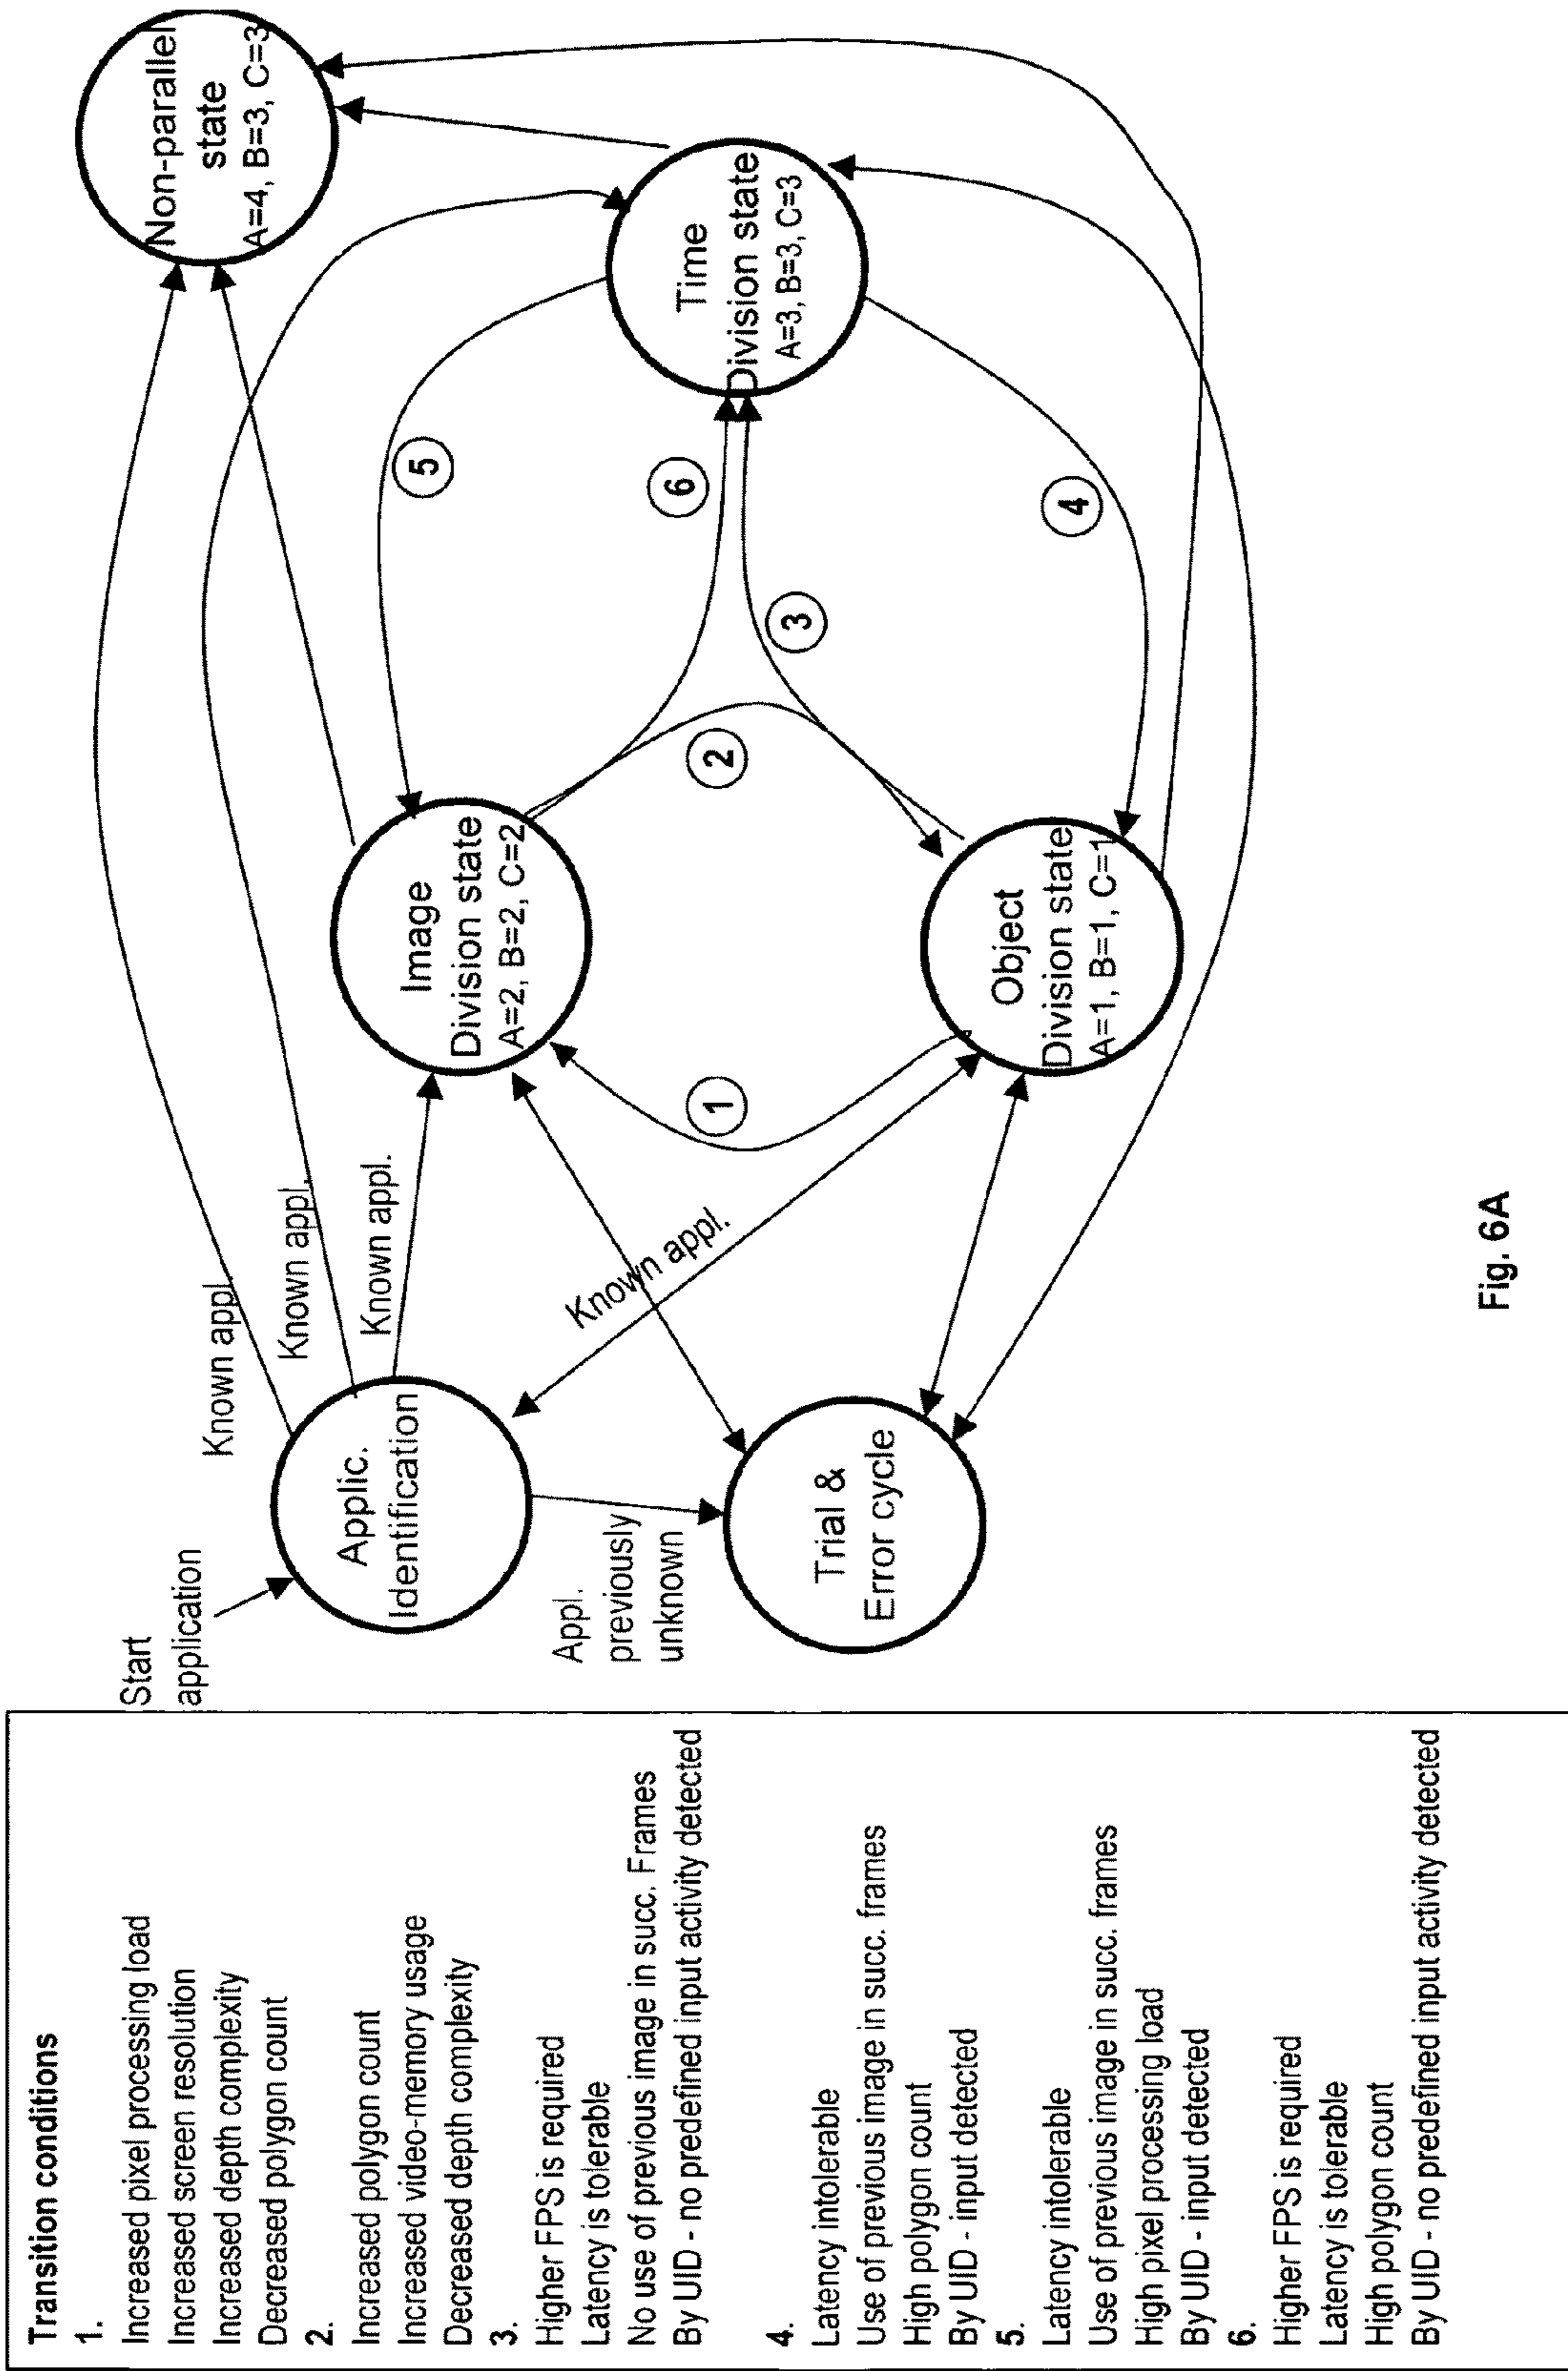 Transition conditions
1.
Increased pixel processing load
Increased screen resolution
Increased depth complexity
Decreased polygon count
2.
Increased polygon count
Increased video-memory usage
Decreased depth complexity
3.
Higher FPS is required
Latency is tolerable
No use of previous image in succ. Frames
By UID - no predefined input activity detected
4.
Latency intolerable
Use of previous image in succ. frames
High polygon count
By UID - input detected
5.
Latency intolerable
Use of previous image in succ. frames
High pixel processing load
By UID - input detected
6.
Higher FPS is required
Latency is tolerable
High polygon count
By UID - no predefined input activity detected
Start
application
Applic.
Identification
Appl.
previously
unknown
Trial &
Error cycle
Known appl.
Known appl.
Known appl.
Known appl.
Image
Division state
A=2, B=2, C=2
Object
Division state
A=1, B=1, C=1
Time
Division state
A=3, B=3, C=3
Non-parallel
state
A=4, B=3, C=3
1
2
3
4
5
6
Fig. 6A